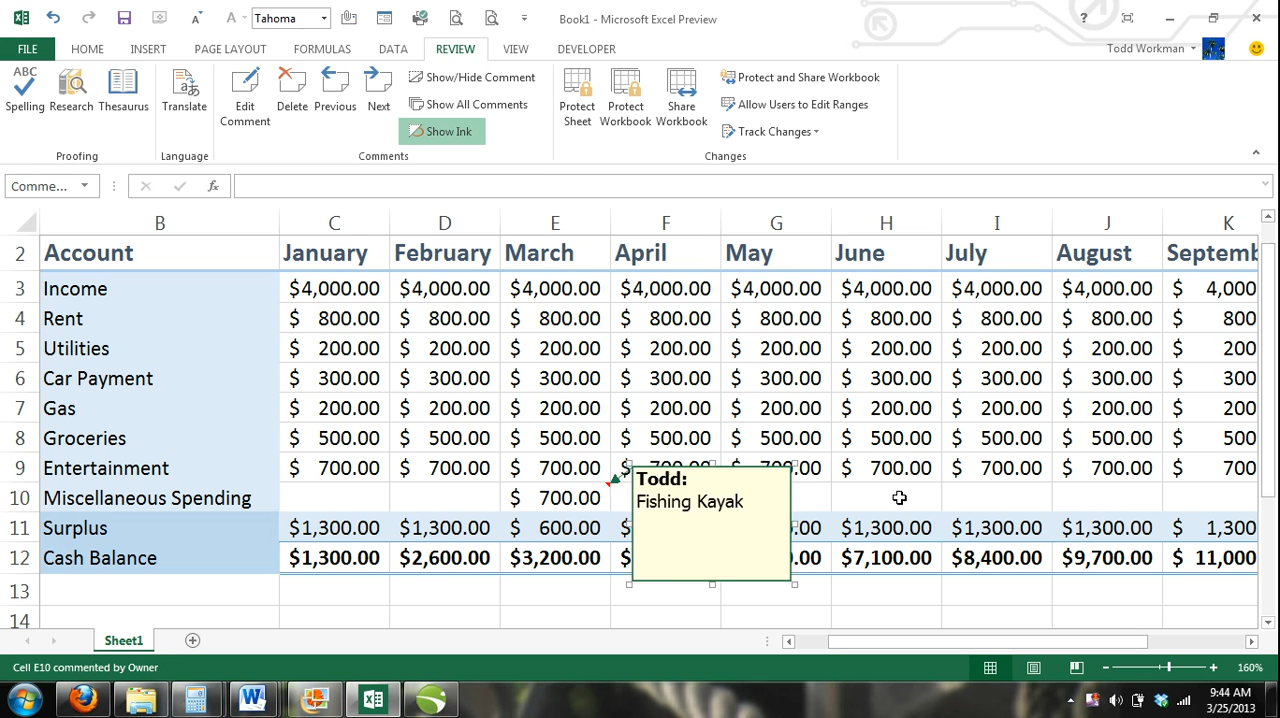 Tahoma
Book1 - Microsoft Excel Preview
?
FILE HOME INSERT PAGE LAYOUT FORMULAS DATA REVIEW VIEW DEVELOPER
Todd Workman
ABC
Spelling
Research
Thesaurus
Translate
Edit
Comment
Delete
Previous
Next
Show/Hide Comment
Show All Comments
Show Ink
Protect
Sheet
Protect
Workbook
Share
Workbook
Protect and Share Workbook
Allow Users to Edit Ranges
Track Changes
Proofing Language Comments Changes
Comme... fx
B C D E F G H I J K
2 Account January February March April May June July August Septemb
3 Income $4,000.00 $4,000.00 $4,000.00 $4,000.00 $4,000.00 $4,000.00 $4,000.00 $4,000.00 $ 4,000
4 Rent $ 800.00 $ 800.00 $ 800.00 $ 800.00 $ 800.00 $ 800.00 $ 800.00 $ 800.00 $ 800
5 Utilities $ 200.00 $ 200.00 $ 200.00 $ 200.00 $ 200.00 $ 200.00 $ 200.00 $ 200.00 $ 200
6 Car Payment $ 300.00 $ 300.00 $ 300.00 $ 300.00 $ 300.00 $ 300.00 $ 300.00 $ 300.00 $ 300
7 Gas $ 200.00 $ 200.00 $ 200.00 $ 200.00 $ 200.00 $ 200.00 $ 200.00 $ 200.00 $ 200
8 Groceries $ 500.00 $ 500.00 $ 500.00 $ 500.00 $ 500.00 $ 500.00 $ 500.00 $ 500.00 $ 500
9 Entertainment $ 700.00 $ 700.00 $ 700.00 $ 700.00 $ 700.00 $ 700.00 $ 700.00 $ 700
10 Miscellaneous Spending $ 700.00
11 Surplus $1,300.00 $1,300.00 $ 600.00 $1,300.00 $1,300.00 $1,300.00 $ 1,300
12 Cash Balance $1,300.00 $2,600.00 $3,200.00 $7,100.00 $8,400.00 $9,700.00 $ 11,000
13
14
Todd:
Fishing Kayak
Sheet1
Cell E10 commented by Owner
160%
9:44 AM
3/25/2013